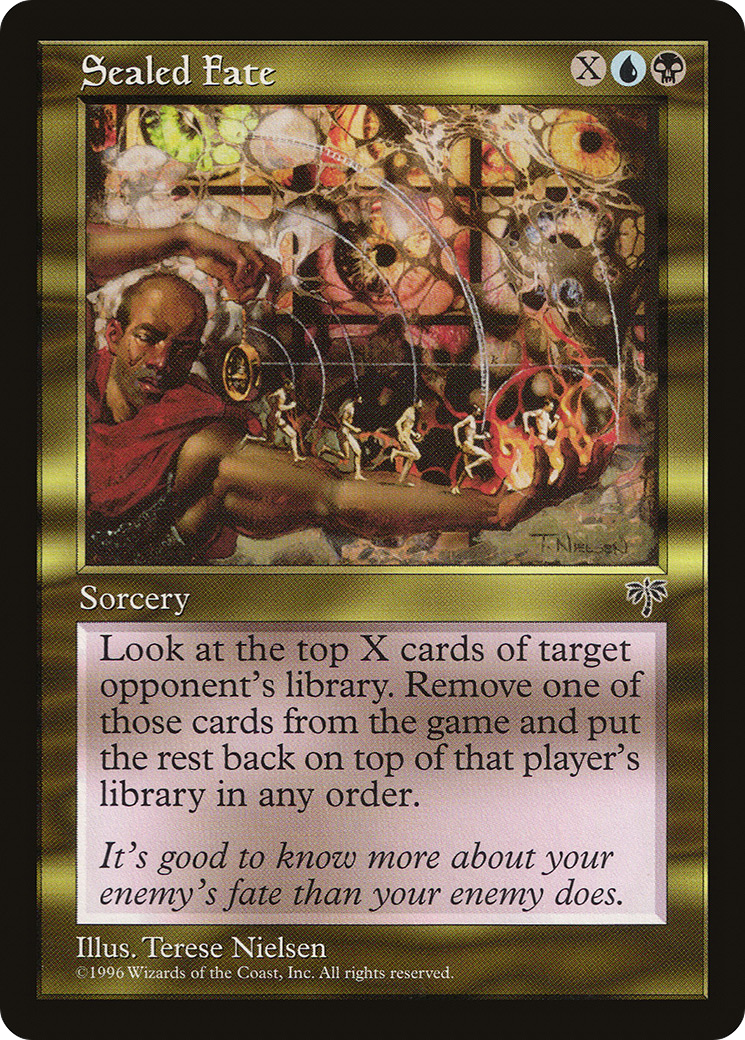 Sealed Fate
X
T. NIELSEN
Sorcery
Look at the top X cards of target
opponent's library. Remove one of
those cards from the game and put
the rest back on top of that player's
library in any order.
It's good to know more about your
enemy's fate than your enemy does.
Illus. Terese Nielsen
©1996 Wizards of the Coast, Inc. All rights reserved.